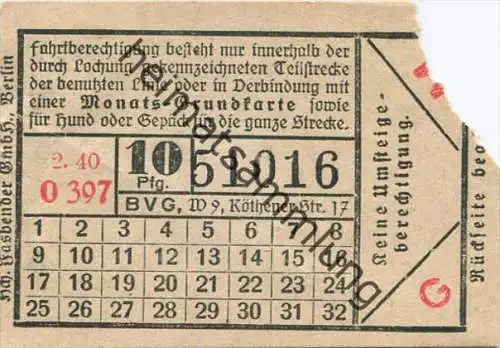 Fahrtberechtigung besteht nur innerhalb der
durch Lochung gekennzeichneten Teilstrecke
der benutzten Linie oder in Verbindung mit
einer Monats-Grundkarte sowie
für Hund oder Gepäck für die ganze Strecke.
2. 40
O 397
10
Pfg.
51016
BVG, W 9, Köthener Str. 17
1 2 3 4 5 6 7 8
9 10 11 12 13 14 15 16
17 18 19 20 21 22 23 24
25 26 27 28 29 30 31 32
Hasbender GmbH., Berlin
Keine Umsteige-
berechtigung.
G
Rückseite
heimatsammlung